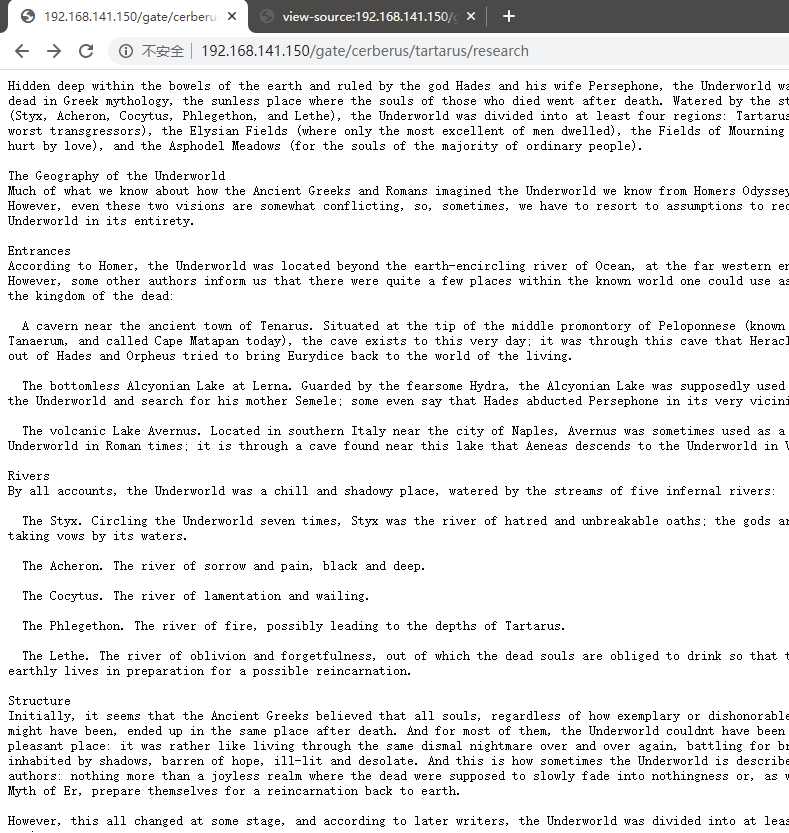 192.168.141.150/gate/cerberu
view-source:192.168.141.150/g
不安全 192.168.141.150/gate/cerberus/tartarus/research
Hidden deep within the bowels of the earth and ruled by the god Hades and his wife Persephone, the Underworld wa
dead in Greek mythology, the sunless place where the souls of those who died went after death. Watered by the st
(Styx, Acheron, Cocytus, Phlegethon, and Lethe), the Underworld was divided into at least four regions: Tartarus
worst transgressors), the Elysian Fields (where only the most excellent of men dwelled), the Fields of Mourning
hurt by love), and the Asphodel Meadows (for the souls of the majority of ordinary people).
The Geography of the Underworld
Much of what we know about how the Ancient Greeks and Romans imagined the Underworld we know from Homers Odyssey
However, even these two visions are somewhat conflicting, so, sometimes, we have to resort to assumptions to rec
Underworld in its entirety.
Entrances
According to Homer, the Underworld was located beyond the earth-encircling river of Ocean, at the far western en
However, some other authors inform us that there were quite a few places within the known world one could use as
the kingdom of the dead:
A cavern near the ancient town of Tenarus. Situated at the tip of the middle promontory of Peloponnese (known
Tanaerum, and called Cape Matapan today), the cave exists to this very day; it was through this cave that Heracl
out of Hades and Orpheus tried to bring Eurydice back to the world of the living.
The bottomless Alcyonian Lake at Lerna. Guarded by the fearsome Hydra, the Alcyonian Lake was supposedly used
the Underworld and search for his mother Semele; some even say that Hades abducted Persephone in its very vicini
The volcanic Lake Avernus. Located in southern Italy near the city of Naples, Avernus was sometimes used as a
Underworld in Roman times; it is through a cave found near this lake that Aeneas descends to the Underworld in V
Rivers
By all accounts, the Underworld was a chill and shadowy place, watered by the streams of five infernal rivers:
The Styx. Circling the Underworld seven times, Styx was the river of hatred and unbreakable oaths; the gods ar
taking vows by its waters.
The Acheron. The river of sorrow and pain, black and deep.
The Cocytus. The river of lamentation and wailing.
The Phlegethon. The river of fire, possibly leading to the depths of Tartarus.
The Lethe. The river of oblivion and forgetfulness, out of which the dead souls are obliged to drink so that t
earthly lives in preparation for a possible reincarnation.
Structure
Initially, it seems that the Ancient Greeks believed that all souls, regardless of how exemplary or dishonorable
might have been, ended up in the same place after death. And for most of them, the Underworld couldnt have been
pleasant place: it was rather like living through the same dismal nightmare over and over again, battling for br
inhabited by shadows, barren of hope, ill-lit and desolate. And this is how sometimes the Underworld is describe
authors: nothing more than a joyless realm where the dead were supposed to slowly fade into nothingness or, as w
Myth of Er, prepare themselves for a reincarnation back to earth.
However, this all changed at some stage, and according to later writers, the Underworld was divided into at leas